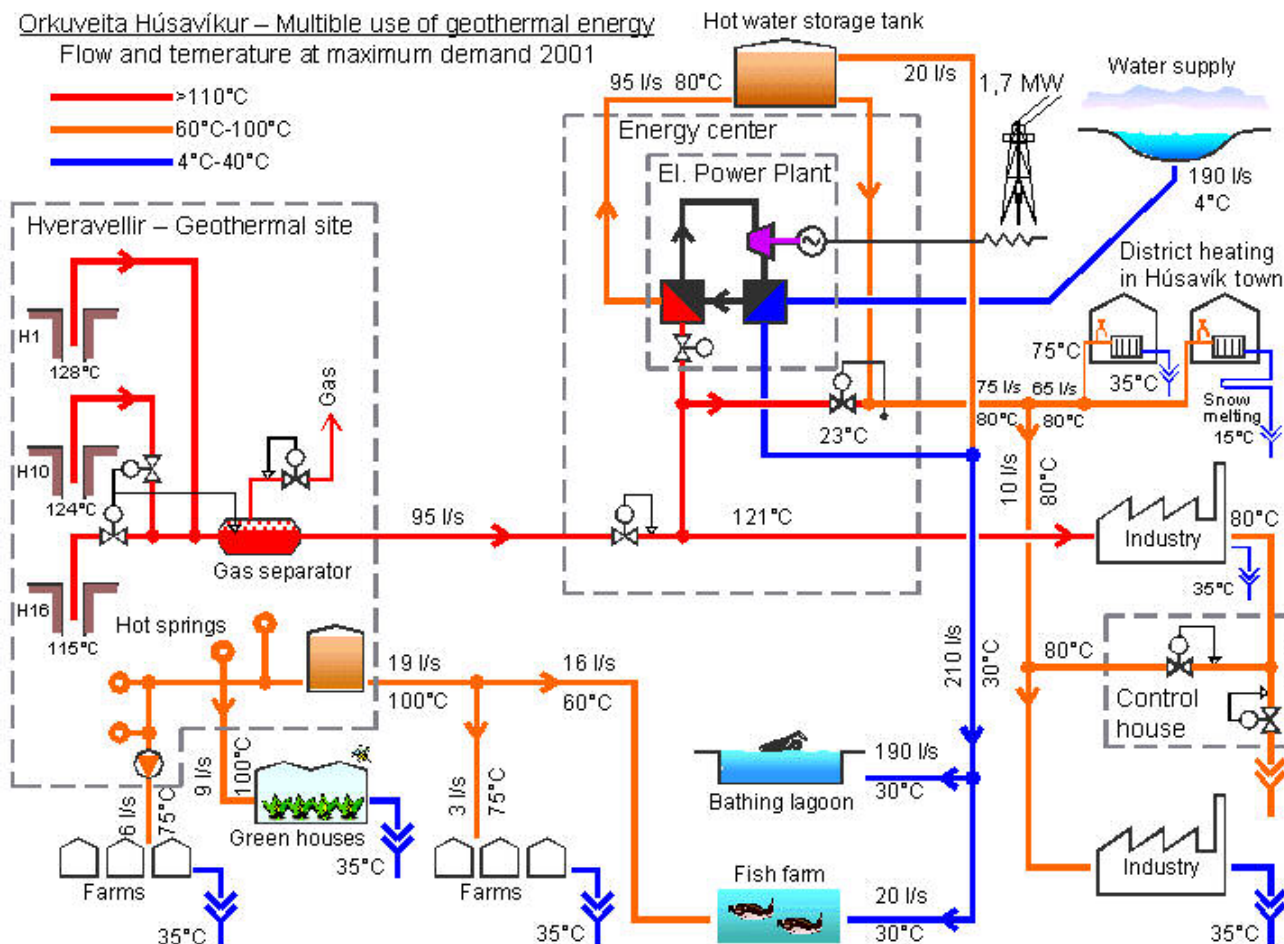 Orkuveita Húsavíkur – Multible use of geothermal energy
Flow and temerature at maximum demand 2001
>110°C
60°C-100°C
4°C-40°C
Hot water storage tank
95 l/s 80°C
20 l/s
1,7 MW
Water supply
190 l/s
4°C
Energy center
El. Power Plant
Hveravellir – Geothermal site
H1
128°C
H10
124°C
H16
115°C
Gas
Gas separator
95 l/s
121°C
23°C
District heating
in Húsavík town
75°C
35°C
Snow
melting
15°C
75 l/s
80°C
65 l/s
80°C
10 l/s
80°C
Industry
80°C
35°C
80°C
Control
house
Hot springs
19 l/s
100°C
16 l/s
60°C
210 l/s
30°C
9 l/s
100°C
6 l/s
75°C
3 l/s
75°C
Green houses
35°C
Farms
35°C
Farms
35°C
190 l/s
30°C
Bathing lagoon
Fish farm
20 l/s
30°C
Industry
35°C